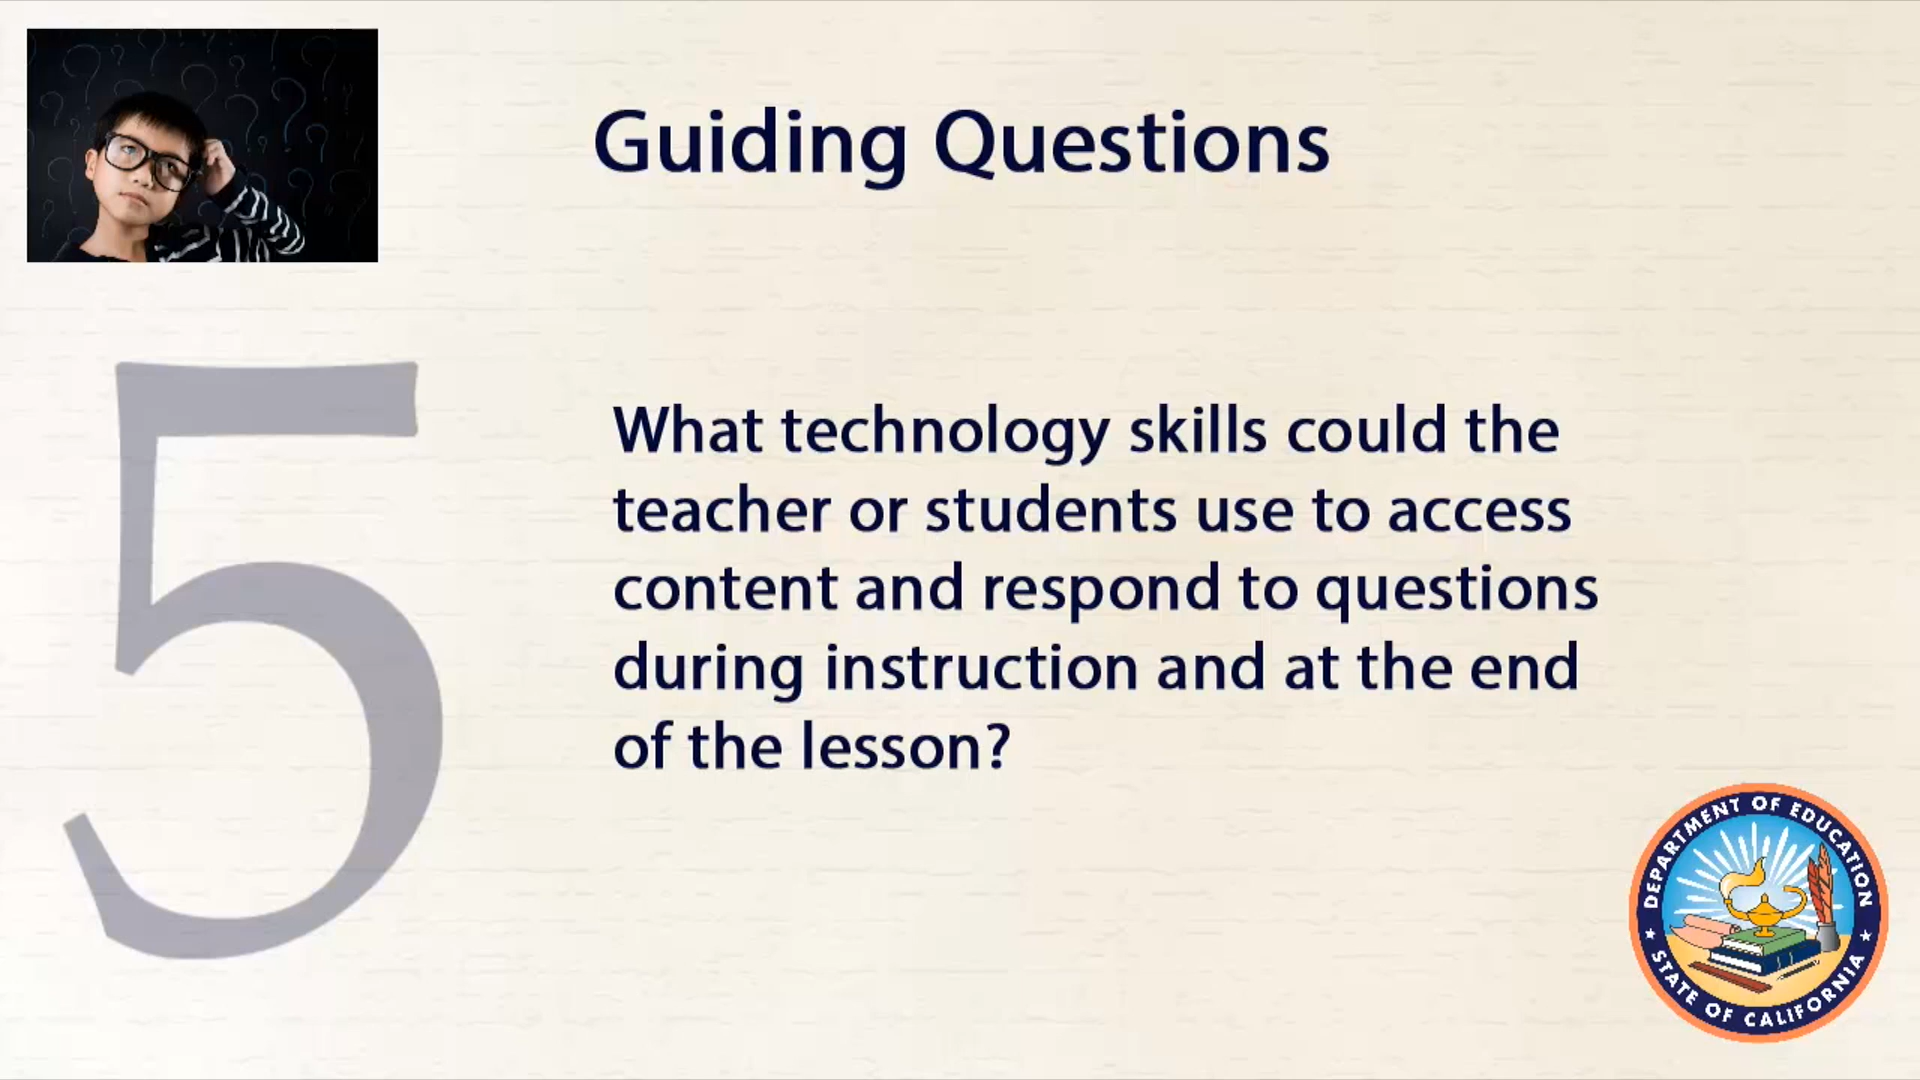 Guiding Questions
5
What technology skills could the
teacher or students use to access
content and respond to questions
during instruction and at the end
of the lesson?
DEPARTMENT OF EDUCATION
STATE OF CALIFORNIA